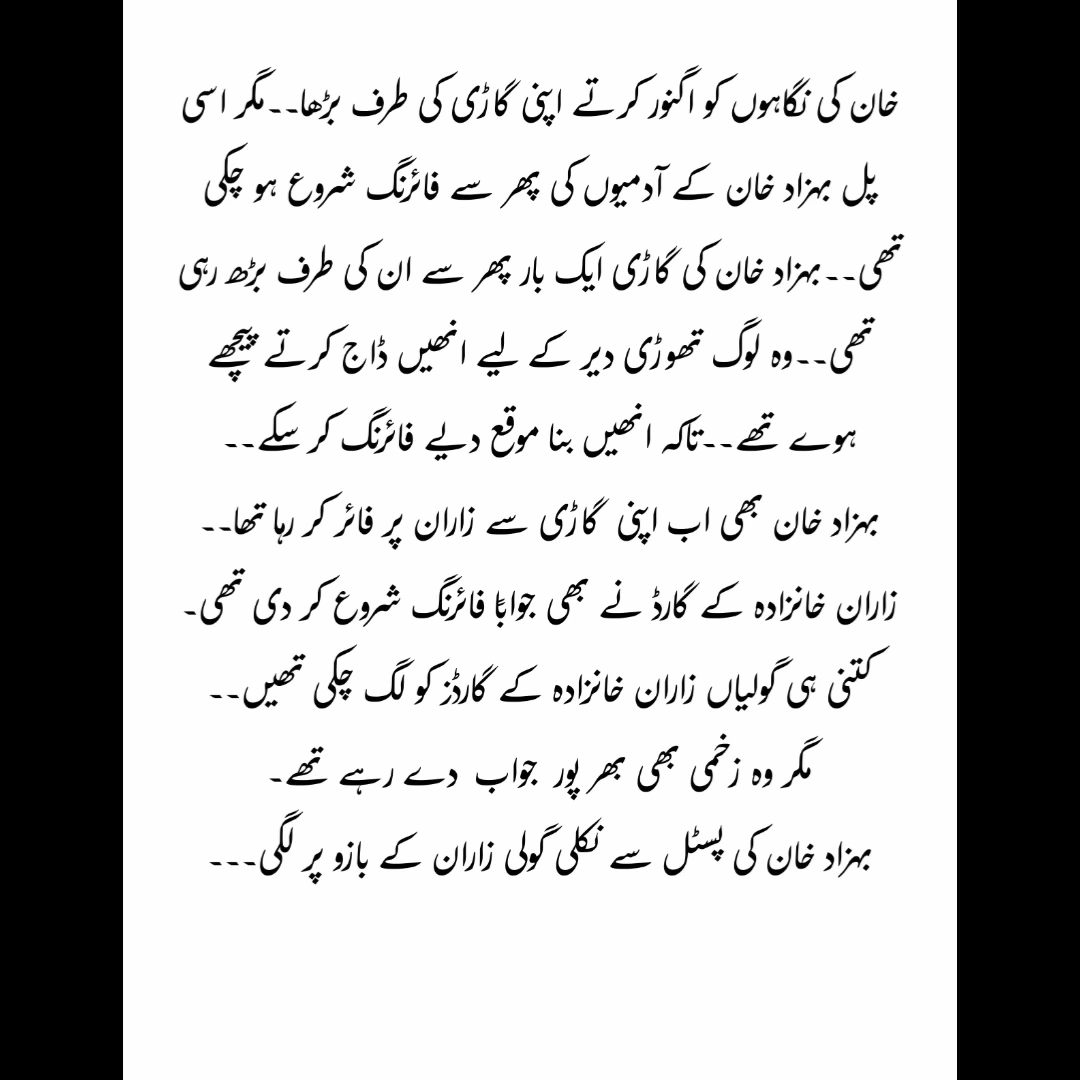 خان کی نگاہوں کو اگنور کرتے اپنی گاڑی کی طرف بڑھا۔۔مگر اسی
پل بہزاد خان کے آدمیوں کی پھر سے فائرنگ شروع ہو چکی
تھی۔۔بہزاد خان کی گاڑی ایک بار پھر سے ان کی طرف بڑھ رہی
تھی۔۔وہ لوگ تھوڑی دیر کے لیے انھیں ڈاج کرتے پیچھے
ہوے تھے۔۔تاکہ انھیں بنا موقع دیے فائرنگ کر سکے۔۔
بہزاد خان بھی اب اپنی گاڑی سے زاران پر فائر کر رہا تھا۔۔
زاران خانزادہ کے گارڈ نے بھی جواباً فائرنگ شروع کر دی تھی۔
کتنی ہی گولیاں زاران خانزادہ کے گارڈز کو لگ چکی تھیں۔۔
مگر وہ زخمی بھی بھر پور جواب دے رہے تھے۔
بہزاد خان کی پسٹل سے نکلی گولی زاران کے بازو پر لگی۔۔۔